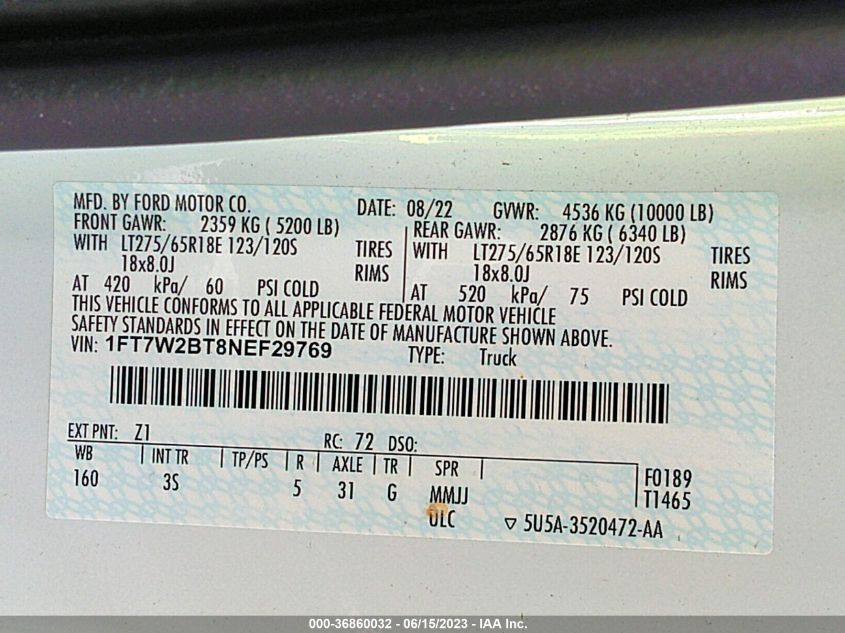 MFD. BY FORD MOTOR CO. DATE: 08/22 GVWR: 4536 KG (10000 LB)
FRONT GAWR: 2359 KG ( 5200 LB) REAR GAWR: 2876 KG ( 6340 LB)
WITH LT275/65R18E 123/120S TIRES WITH LT275/65R18E 123/120S TIRES
18x8.0J RIMS 18x8.0J RIMS
AT 420 kPa/ 60 PSI COLD AT 520 kPa/ 75 PSI COLD
THIS VEHICLE CONFORMS TO ALL APPLICABLE FEDERAL MOTOR VEHICLE
SAFETY STANDARDS IN EFFECT ON THE DATE OF MANUFACTURE SHOWN ABOVE.
VIN: 1FT7W2BT8NEF29769 TYPE: Truck
EXT PNT: Z1 RC: 72 DSO:
WB INT TR TP/PS R AXLE TR SPR F0189
160 3S 5 31 G MMJJ T1465
ULC ▽ 5U5A-3520472-AA
000-36860032 - 06/15/2023 - IAA Inc.